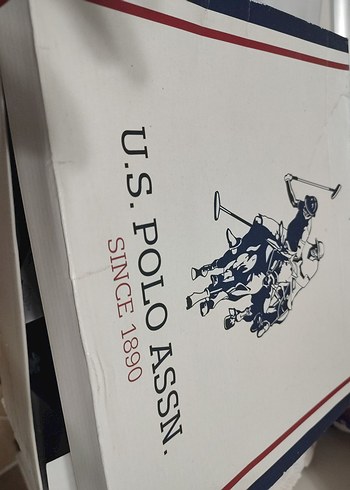 U.S. POLO ASSN.
SINCE 1890